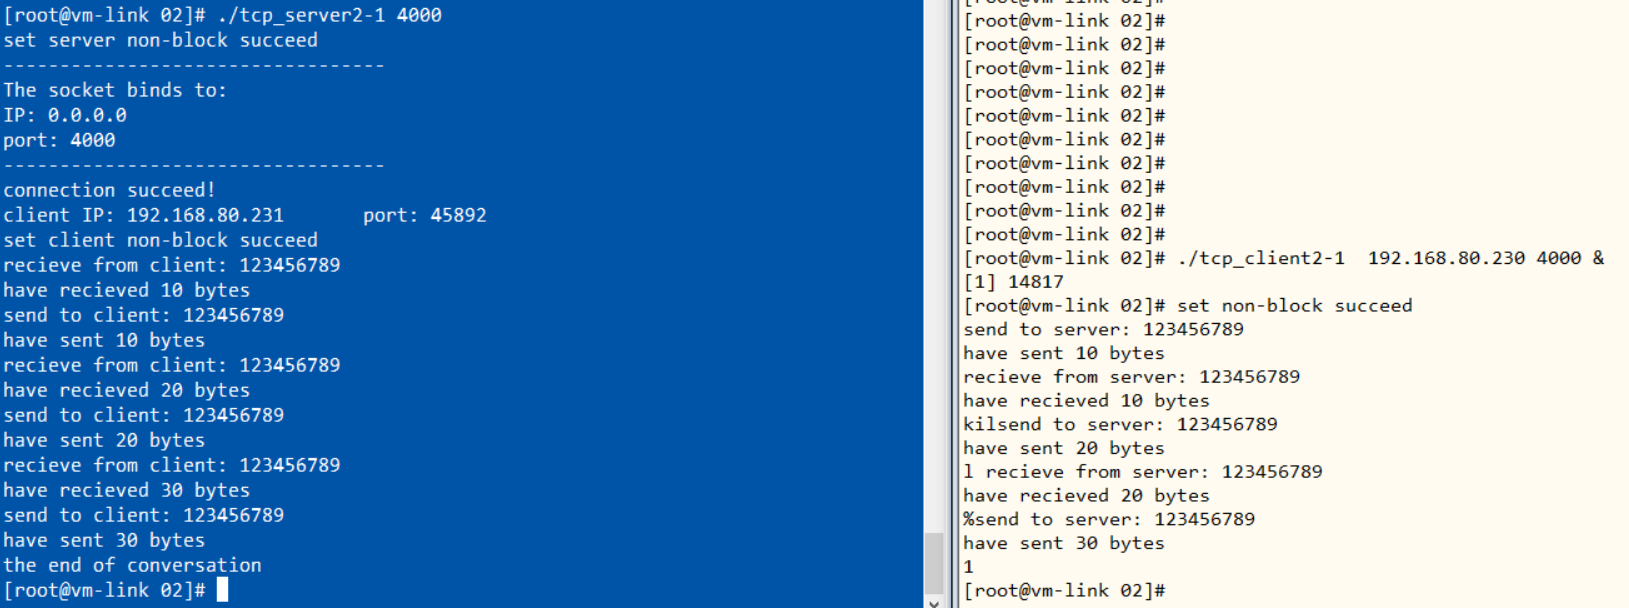 [root@vm-link 02]# ./tcp_server2-1 4000
set server non-block succeed
----------------------------------
The socket binds to:
IP: 0.0.0.0
port: 4000
----------------------------------
connection succeed!
client IP: 192.168.80.231       port: 45892
set client non-block succeed
recieve from client: 123456789
have recieved 10 bytes
send to client: 123456789
have sent 10 bytes
recieve from client: 123456789
have recieved 20 bytes
send to client: 123456789
have sent 20 bytes
recieve from client: 123456789
have recieved 30 bytes
send to client: 123456789
have sent 30 bytes
the end of conversation
[root@vm-link 02]#
[root@vm-link 02]#
[root@vm-link 02]#
[root@vm-link 02]#
[root@vm-link 02]#
[root@vm-link 02]#
[root@vm-link 02]#
[root@vm-link 02]#
[root@vm-link 02]#
[root@vm-link 02]#
[root@vm-link 02]#
[root@vm-link 02]#
[root@vm-link 02]# ./tcp_client2-1  192.168.80.230 4000 &
[1] 14817
[root@vm-link 02]# set non-block succeed
send to server: 123456789
have sent 10 bytes
recieve from server: 123456789
have recieved 10 bytes
kilsend to server: 123456789
have sent 20 bytes
l recieve from server: 123456789
have recieved 20 bytes
%send to server: 123456789
have sent 30 bytes
1
[root@vm-link 02]#